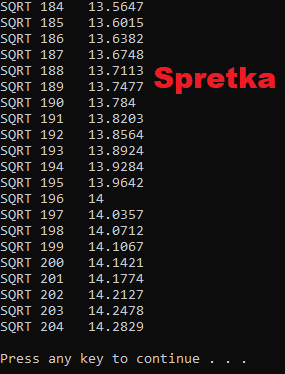 SQRT 184 13.5647
SQRT 185 13.6015
SQRT 186 13.6382
SQRT 187 13.6748
SQRT 188 13.7113
Spretka
SQRT 189 13.7477
SQRT 190 13.784
SQRT 191 13.8203
SQRT 192 13.8564
SQRT 193 13.8924
SQRT 194 13.9284
SQRT 195 13.9642
SQRT 196 14
SQRT 197 14.0357
SQRT 198 14.0712
SQRT 199 14.1067
SQRT 200 14.1421
SQRT 201 14.1774
SQRT 202 14.2127
SQRT 203 14.2478
SQRT 204 14.2829
Press any key to continue . . .